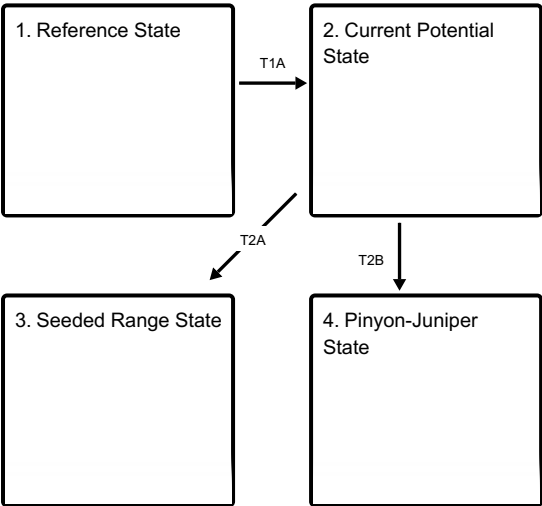 1. Reference State
T1A
2. Current Potential
State
T2A
T2B
3. Seeded Range State
4. Pinyon-Juniper
State